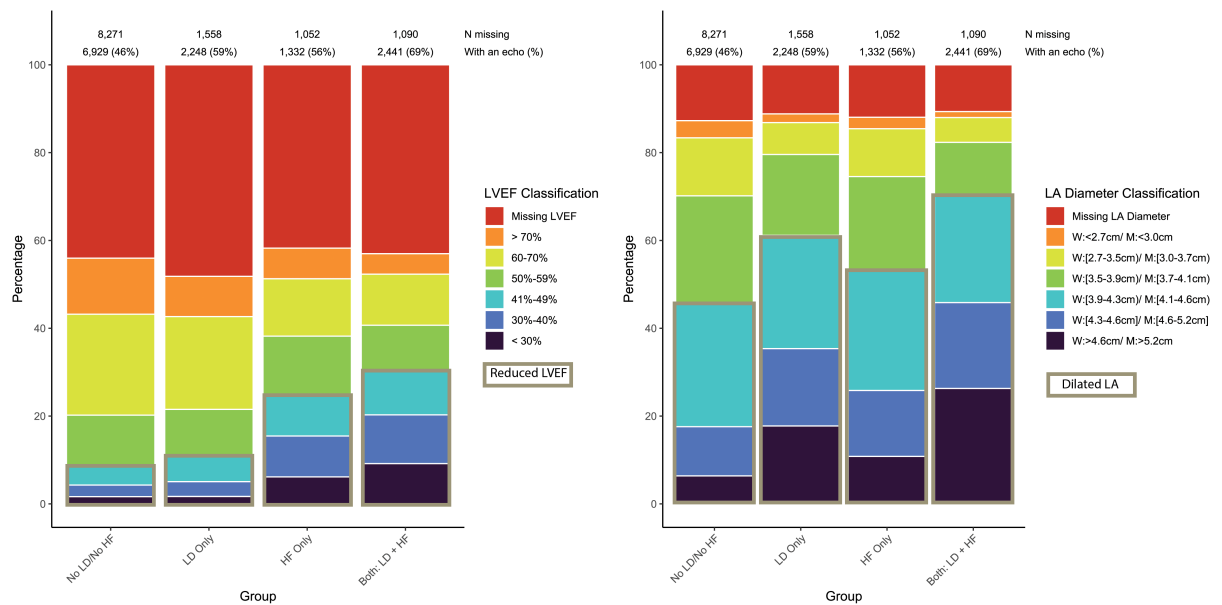 8,271 1,558 1,052 1,090 N missing
6,929 (46%) 2,248 (59%) 1,332 (56%) 2,441 (69%) With an echo (%)
100
80
60
40
20
0
Percentage
No LD/No HF
LD Only
HF Only
Both: LD + HF
Group
LVEF Classification
Missing LVEF
> 70%
60-70%
50%-59%
41%-49%
30%-40%
< 30%
Reduced LVEF
8,271 1,558 1,052 1,090 N missing
6,929 (46%) 2,248 (59%) 1,332 (56%) 2,441 (69%) With an echo (%)
100
80
60
40
20
0
Percentage
No LD/No HF
LD Only
HF Only
Both: LD + HF
Group
LA Diameter Classification
Missing LA Diameter
W:<2.7cm/ M:<3.0cm
W:[2.7-3.5cm)/ M:[3.0-3.7cm)
W:[3.5-3.9cm)/ M:[3.7-4.1cm)
W:[3.9-4.3cm)/ M:[4.1-4.6cm)
W:[4.3-4.6cm]/ M:[4.6-5.2cm]
W:>4.6cm/ M:>5.2cm
Dilated LA